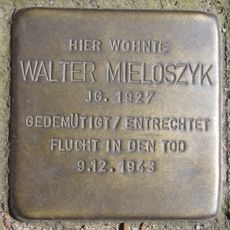 HIER WOHNTE
WALTER MIELOSZYK
JG. 1927
GEDEMÜTIGT/ENTRECHTET
FLUCHT IN DEN TOD
9.12.1943